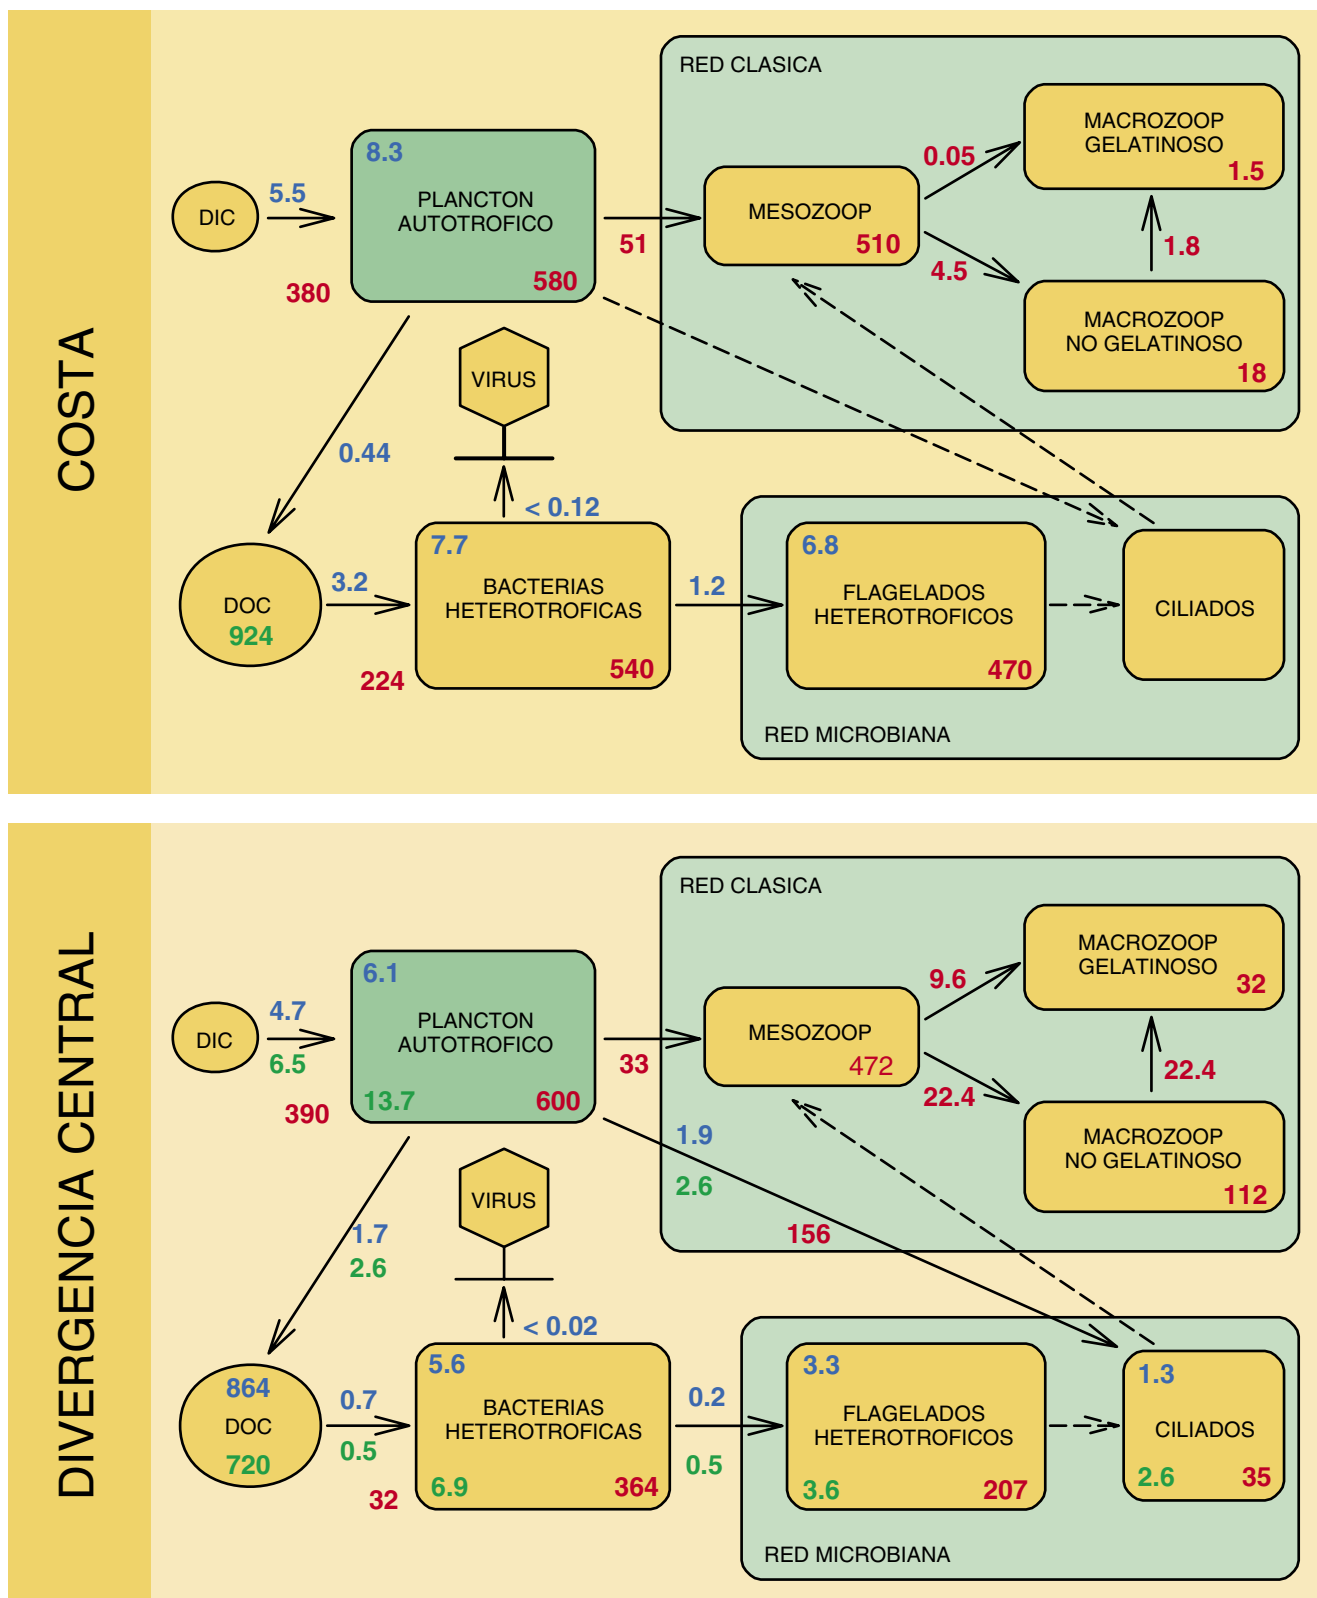 COSTA
RED CLASICA
DIC
5.5
380
8.3
PLANCTON
AUTOTROFICO
580
51
MESOZOOP
510
0.05
4.5
MACROZOOP
GELATINOSO
1.5
1.8
MACROZOOP
NO GELATINOSO
18
VIRUS
0.44
< 0.12
DOC
924
3.2
224
7.7
BACTERIAS
HETEROTROFICAS
540
1.2
6.8
FLAGELADOS
HETEROTROFICOS
470
CILIADOS
RED MICROBIANA
DIVERGENCIA CENTRAL
RED CLASICA
DIC
4.7
6.5
390
6.1
PLANCTON
AUTOTROFICO
13.7
600
33
MESOZOOP
472
9.6
22.4
MACROZOOP
GELATINOSO
32
22.4
MACROZOOP
NO GELATINOSO
112
1.9
2.6
156
VIRUS
1.7
2.6
< 0.02
864
DOC
720
0.7
0.5
32
5.6
BACTERIAS
HETEROTROFICAS
6.9
364
0.2
0.5
3.3
FLAGELADOS
HETEROTROFICOS
3.6
207
1.3
CILIADOS
2.6
35
RED MICROBIANA